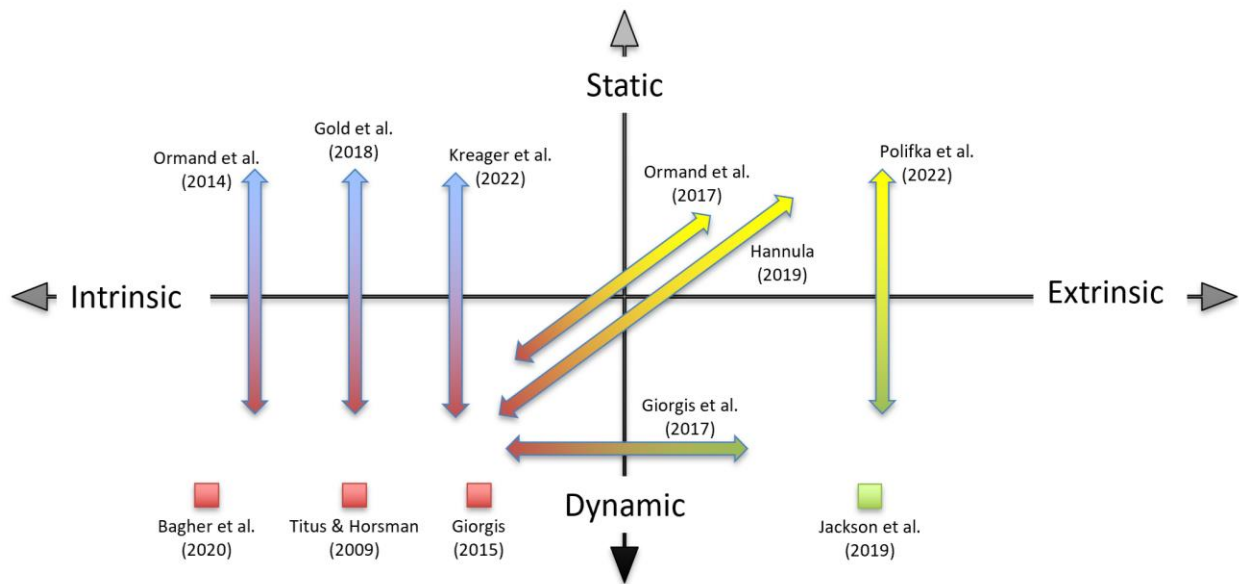 Static
Gold et al.
(2018)
Ormand et al.
(2014)
Kreager et al.
(2022)
Ormand et al.
(2017)
Polifka et al.
(2022)
Hannula
(2019)
Intrinsic
Extrinsic
Giorgis et al.
(2017)
Dynamic
Bagher et al.
(2020)
Titus & Horsman
(2009)
Giorgis
(2015)
Jackson et al.
(2019)